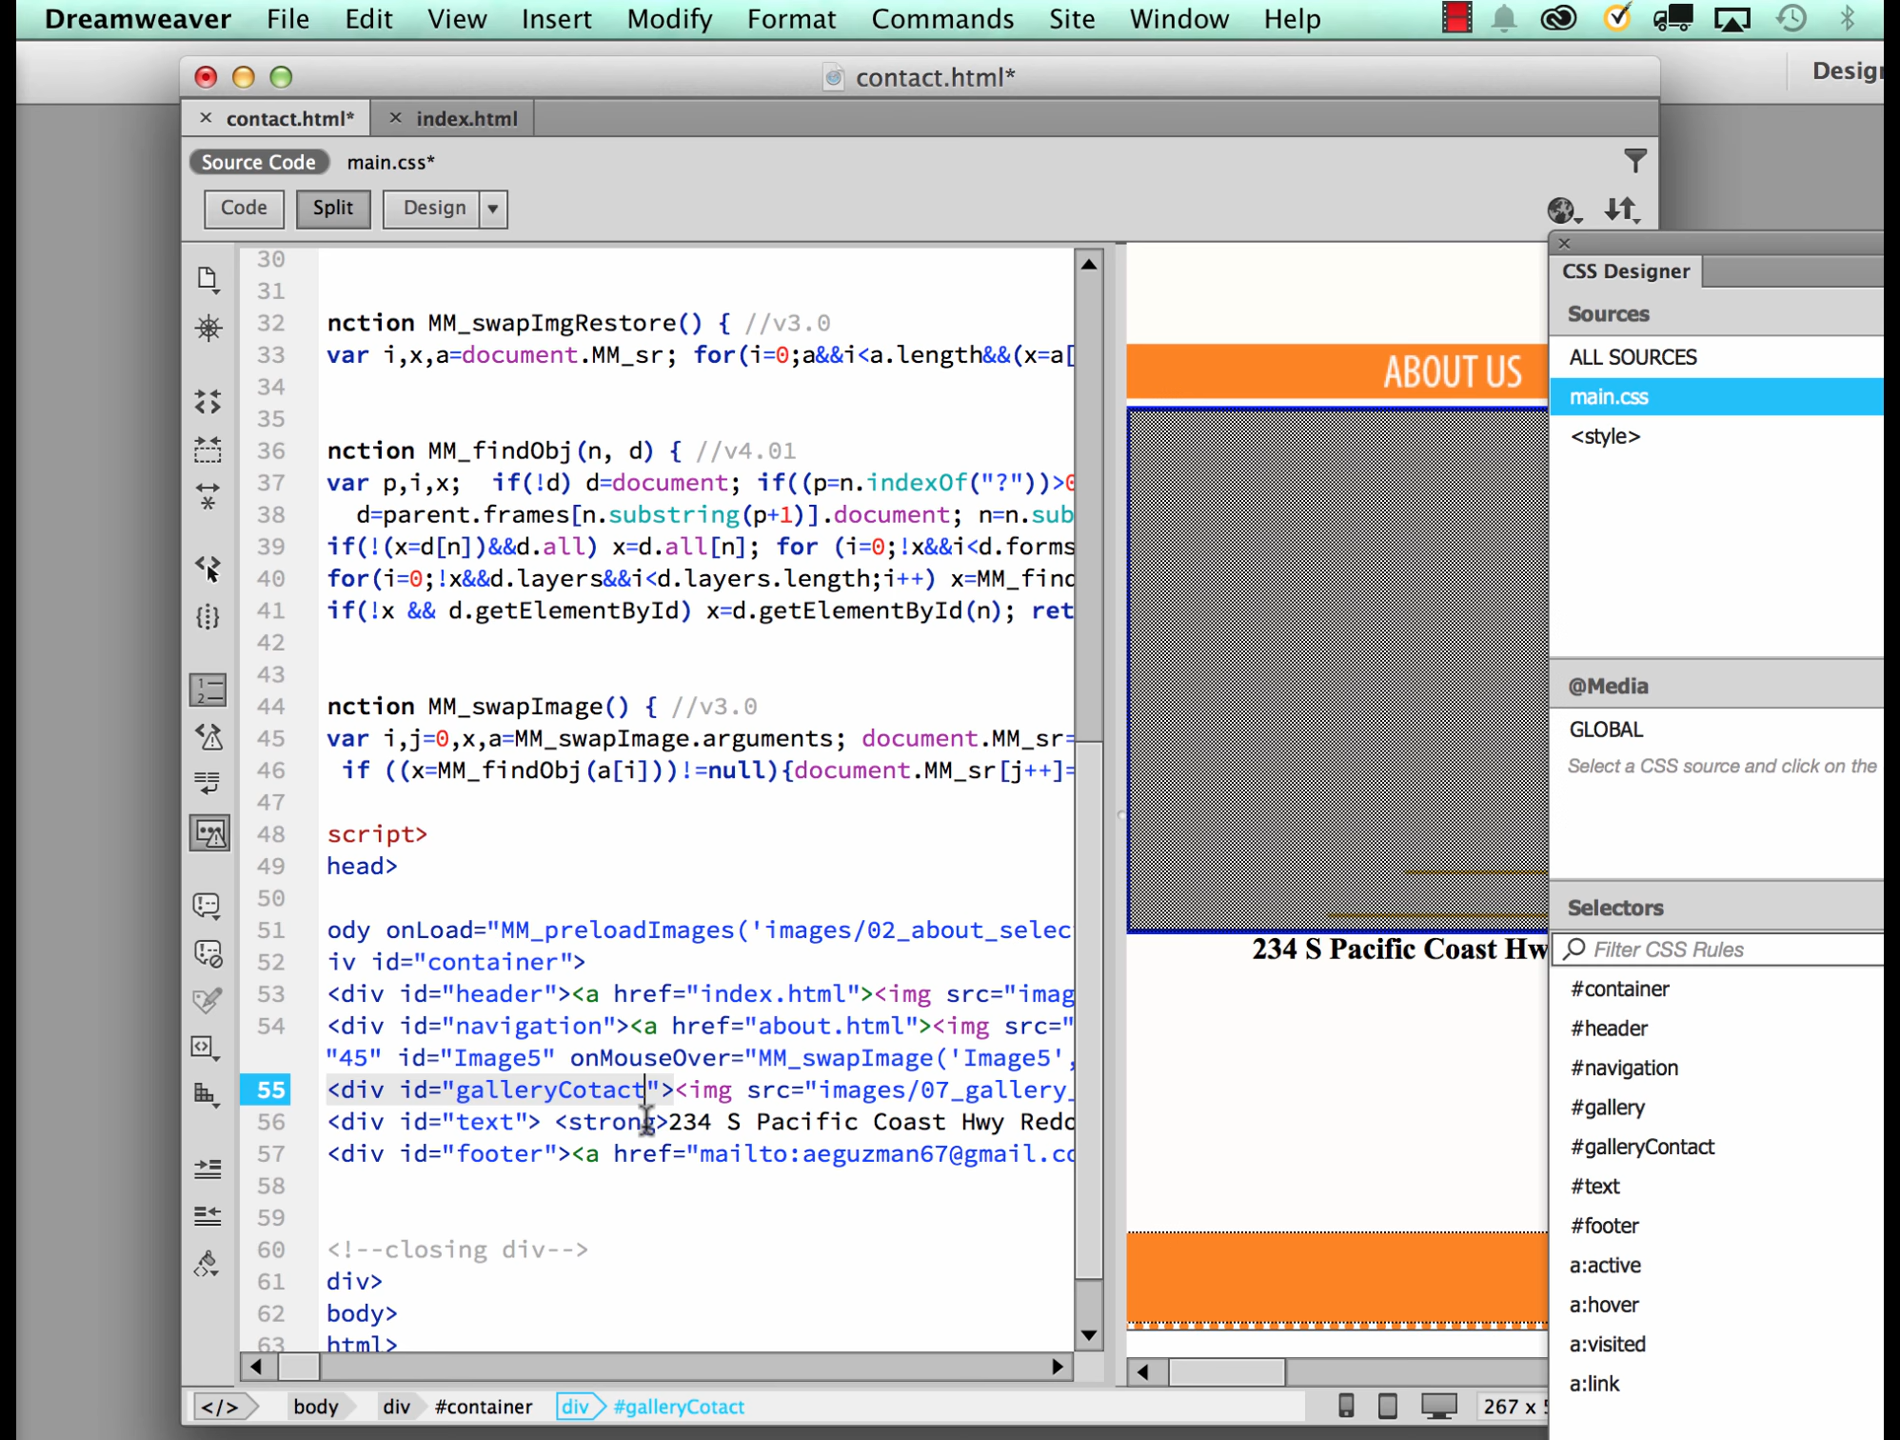 Dreamweaver File Edit View Insert Modify Format Commands Site Window Help
contact.html*
× contact.html* × index.html
Source Code main.css*
Code Split Design
30
31
32 nction MM_swapImgRestore() { //v3.0
33 var i,x,a=document.MM_sr; for(i=0;a&&i<a.length&&(x=a[
34
35
36 nction MM_findObj(n, d) { //v4.01
37 var p,i,x;  if(!d) d=document; if((p=n.indexOf("?"))>0
38 d=parent.frames[n.substring(p+1)].document; n=n.sub
39 if(!(x=d[n])&&d.all) x=d.all[n]; for (i=0;!x&&i<d.forms
40 for(i=0;!x&&d.layers&&i<d.layers.length;i++) x=MM_find
41 if(!x && d.getElementById) x=d.getElementById(n); ret
42
43
44 nction MM_swapImage() { //v3.0
45 var i,j=0,x,a=MM_swapImage.arguments; document.MM_sr=
46 if ((x=MM_findObj(a[i]))!=null){document.MM_sr[j++]=
47
48 script>
49 head>
50
51 ody onLoad="MM_preloadImages('images/02_about_selec
52 iv id="container">
53 <div id="header"><a href="index.html"><img src="imag
54 <div id="navigation"><a href="about.html"><img src="
"45" id="Image5" onMouseOver="MM_swapImage('Image5',
55 <div id="galleryCotact"><img src="images/07_gallery_
56 <div id="text"> <strong>234 S Pacific Coast Hwy Redo
57 <div id="footer"><a href="mailto:aeguzman67@gmail.co
58
59
60 <!--closing div-->
61 div>
62 body>
63 html>
</> body div #container div #galleryCotact 267 x 5
ABOUT US
234 S Pacific Coast Hw
Design
CSS Designer
Sources
ALL SOURCES
main.css
<style>
@Media
GLOBAL
Select a CSS source and click on the
Selectors
Filter CSS Rules
#container
#header
#navigation
#gallery
#galleryContact
#text
#footer
a:active
a:hover
a:visited
a:link